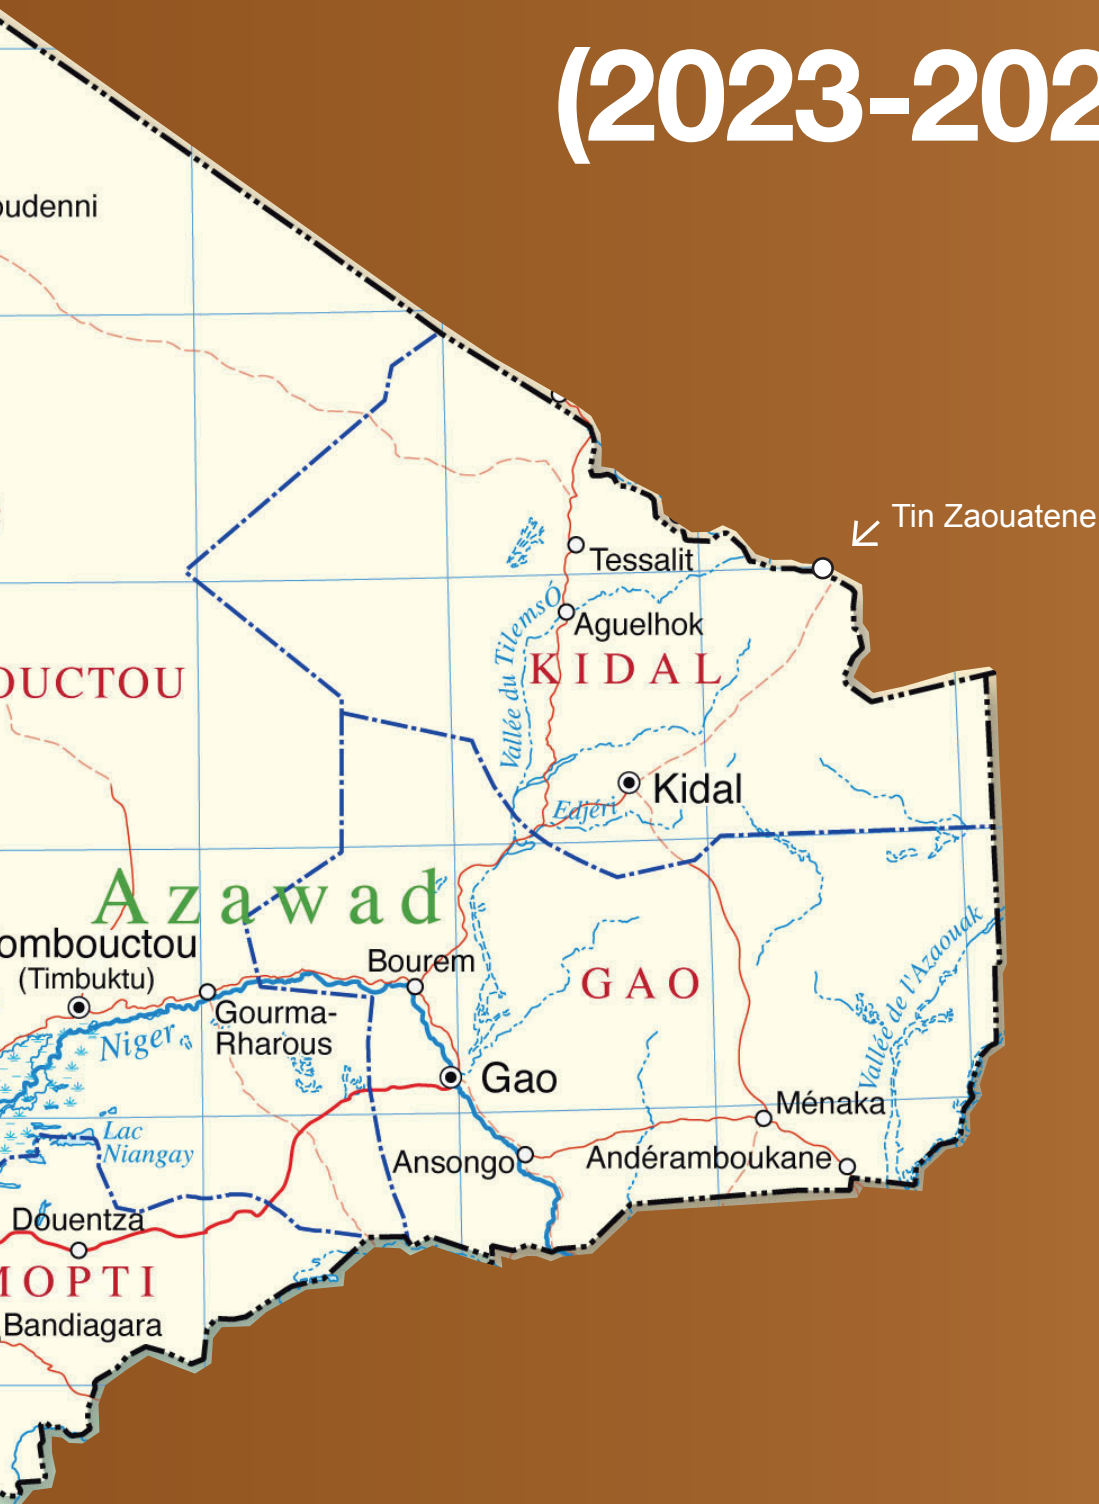 (2023-202
oudenni
Tin Zaouatene
Tessalit
Vallée du TilemsÓ
Aguelhok
KIDAL
OUCTOU
Kidal
Edjéri
Azawad
ombouctou
(Timbuktu)
Bourem
GAO
Vallée de l'Azaouak
Gourma-
Rharous
Niger
Gao
Ménaka
Lac
Niangay
Ansongo
Andéramboukane
Douentza
MOPTI
Bandiagara